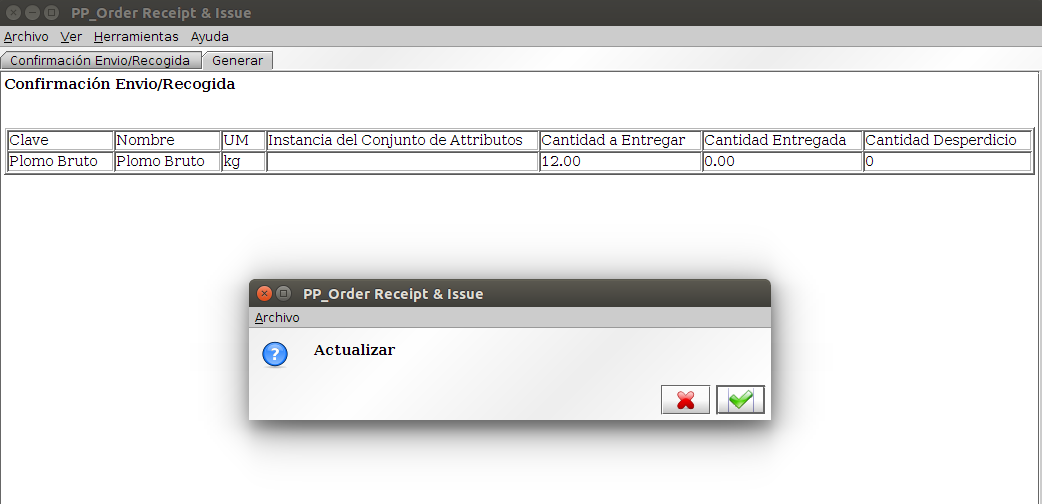 PP_Order Receipt & Issue
Archivo Ver Herramientas Ayuda
Confirmación Envio/Recogida Generar
Confirmación Envio/Recogida
Clave Nombre UM Instancia del Conjunto de Attributos Cantidad a Entregar Cantidad Entregada Cantidad Desperdicio
Plomo Bruto Plomo Bruto kg 12.00 0.00 0
PP_Order Receipt & Issue
Archivo
Actualizar